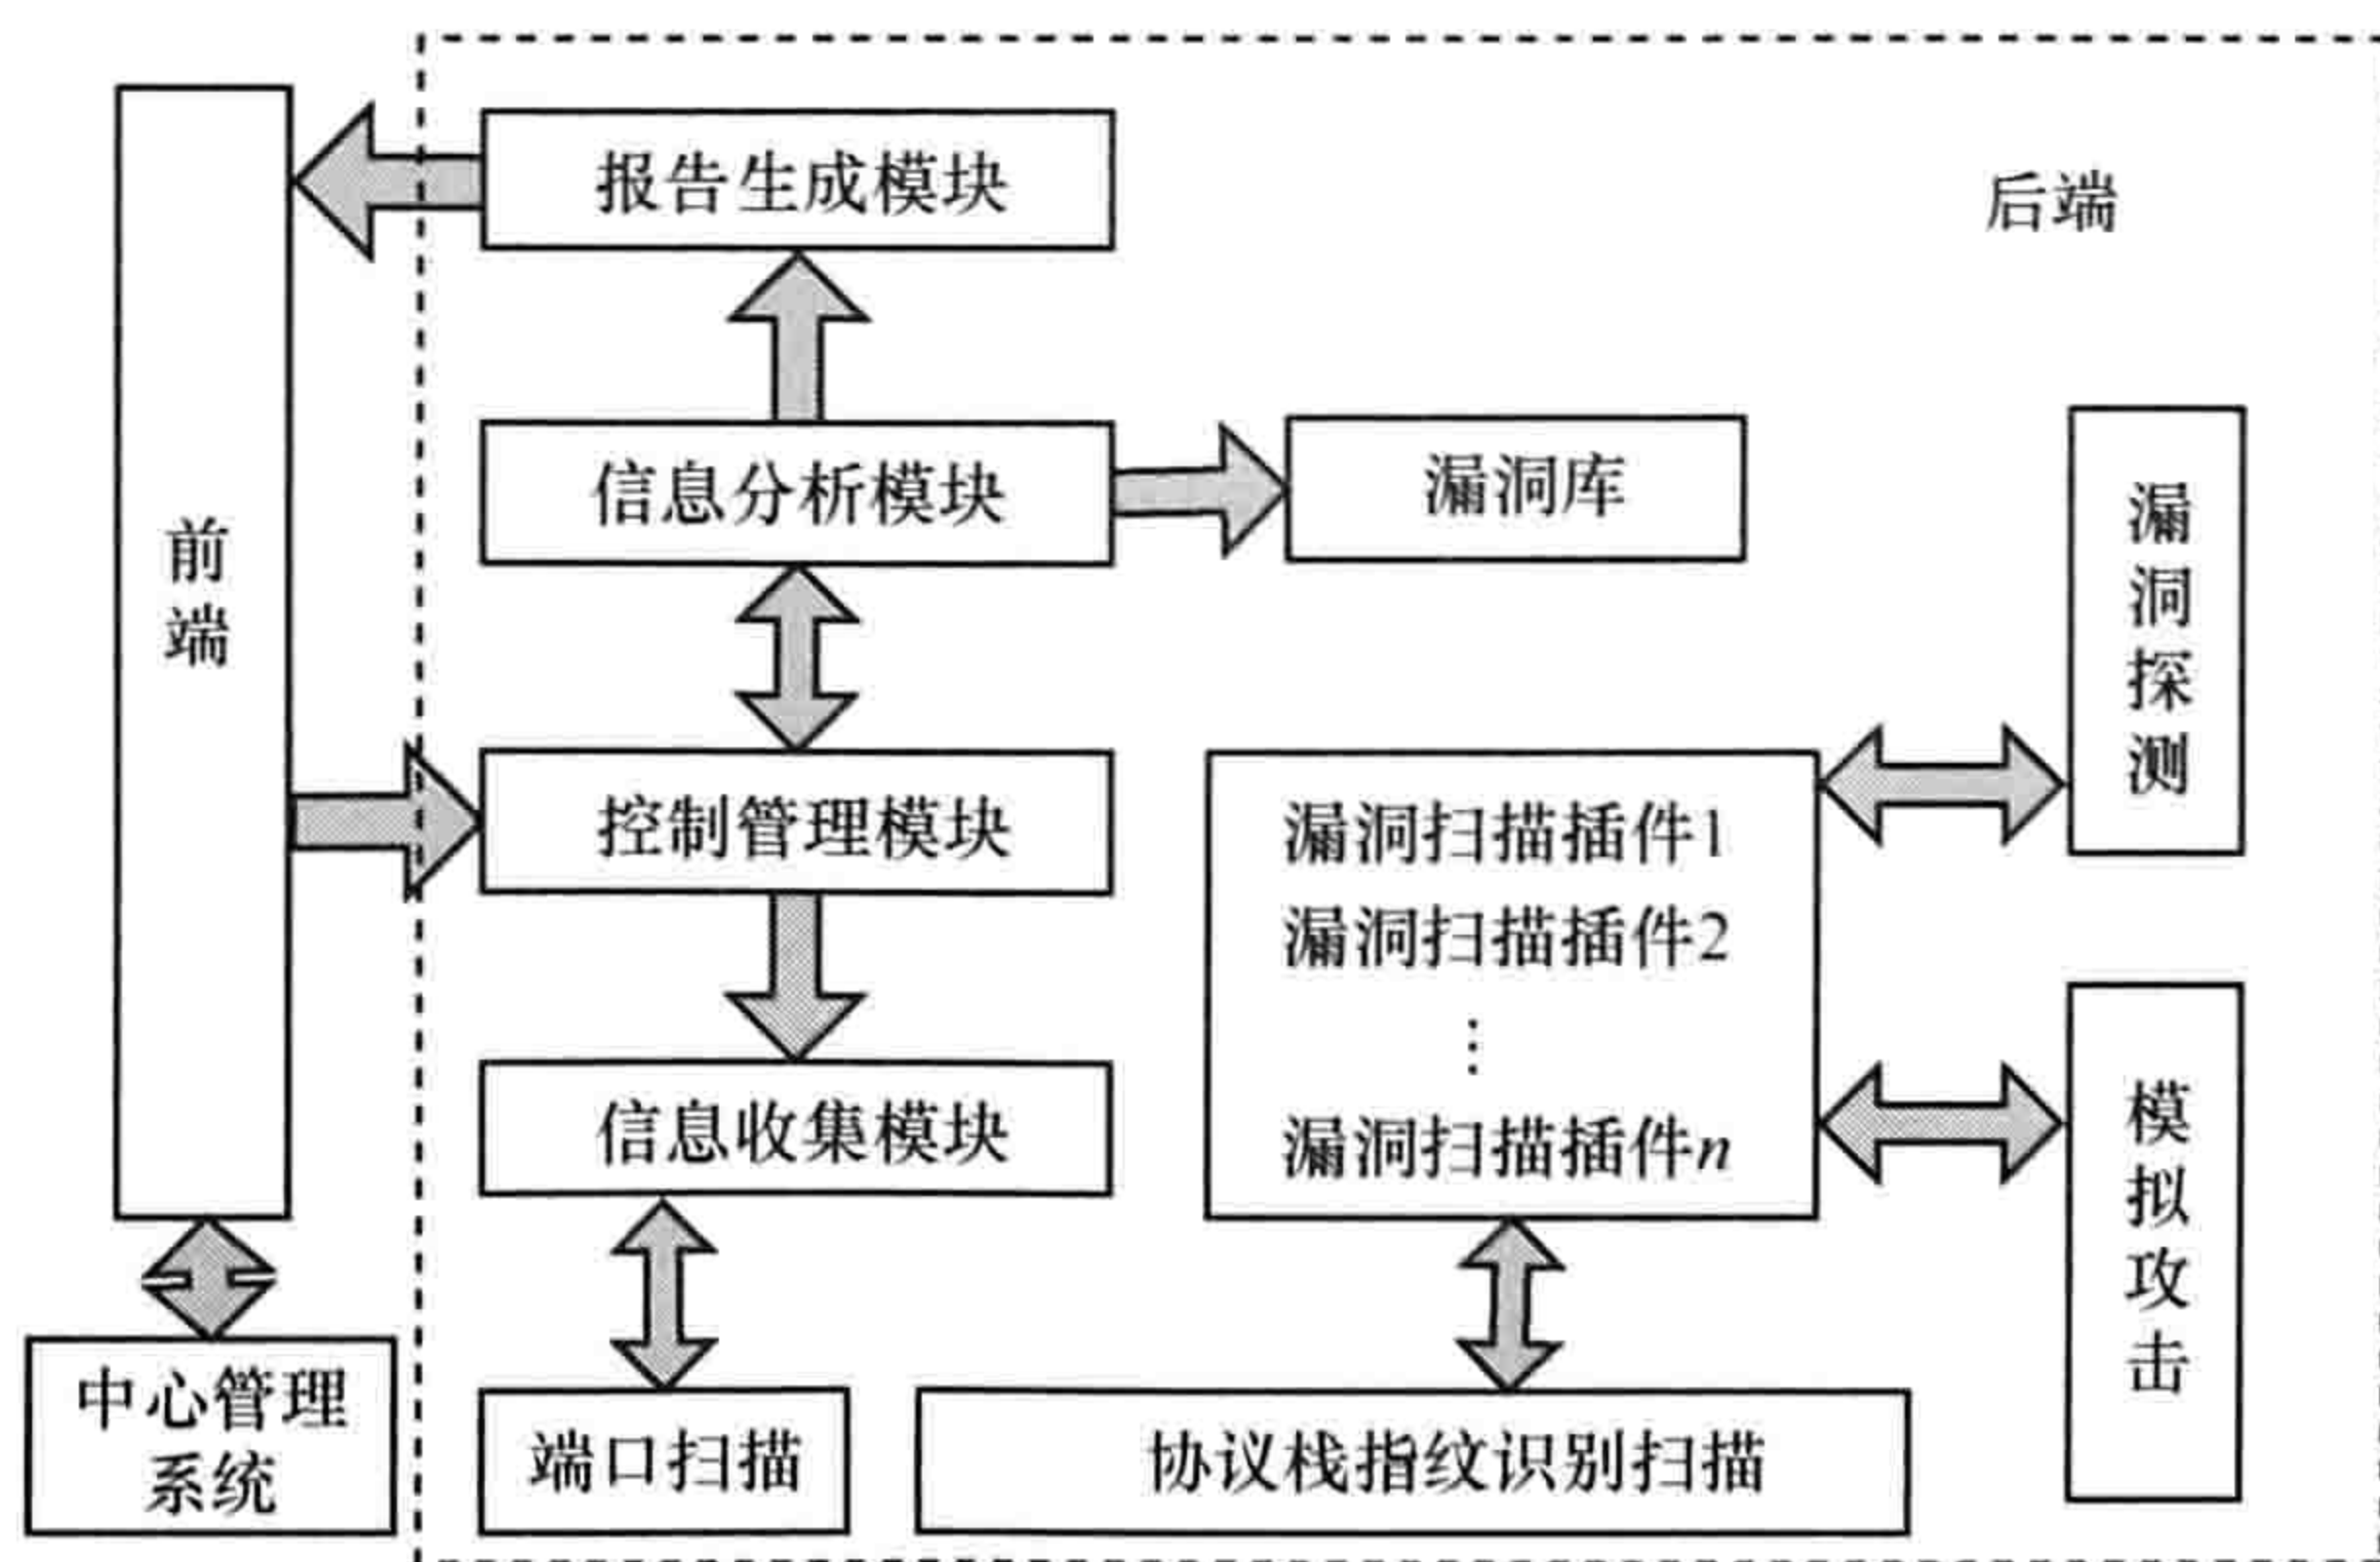 报告生成模块
后端
信息分析模块
漏洞库
前端
漏洞探测
控制管理模块
漏洞扫描插件1
漏洞扫描插件2
⋮
漏洞扫描插件n
信息收集模块
模拟攻击
中心管理
系统
端口扫描
协议栈指纹识别扫描